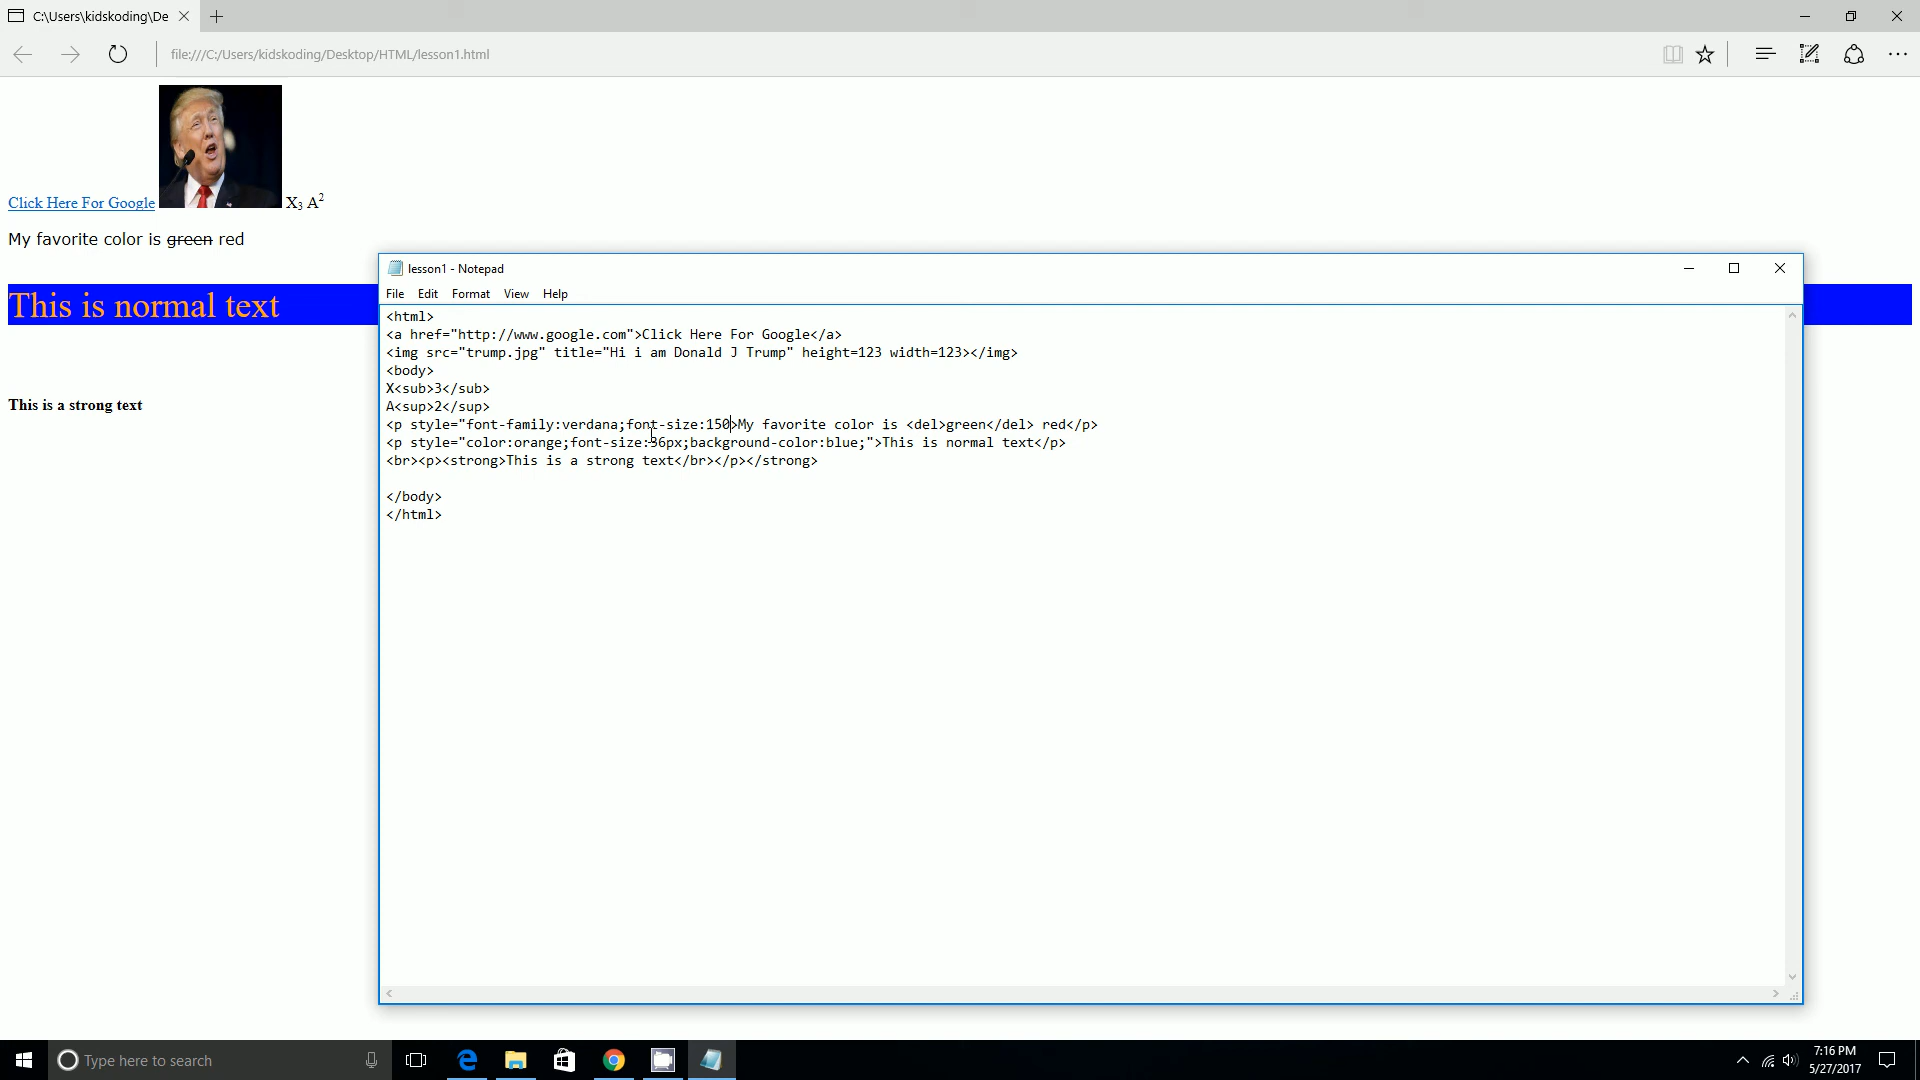 C:\Users\kidskoding\De
file:///C:/Users/kidskoding/Desktop/HTML/lesson1.html
Click Here For Google X3 A2
My favorite color is green red
This is normal text
This is a strong text
lesson1 - Notepad
File Edit Format View Help
<html>
<a href="http://www.google.com">Click Here For Google</a>
<img src="trump.jpg" title="Hi i am Donald J Trump" height=123 width=123></img>
<body>
X<sub>3</sub>
A<sup>2</sup>
<p style="font-family:verdana;font-size:150>My favorite color is <del>green</del> red</p>
<p style="color:orange;font-size:36px;background-color:blue;">This is normal text</p>
<br><p><strong>This is a strong text</br></p></strong>
</body>
</html>
Type here to search
7:16 PM
5/27/2017